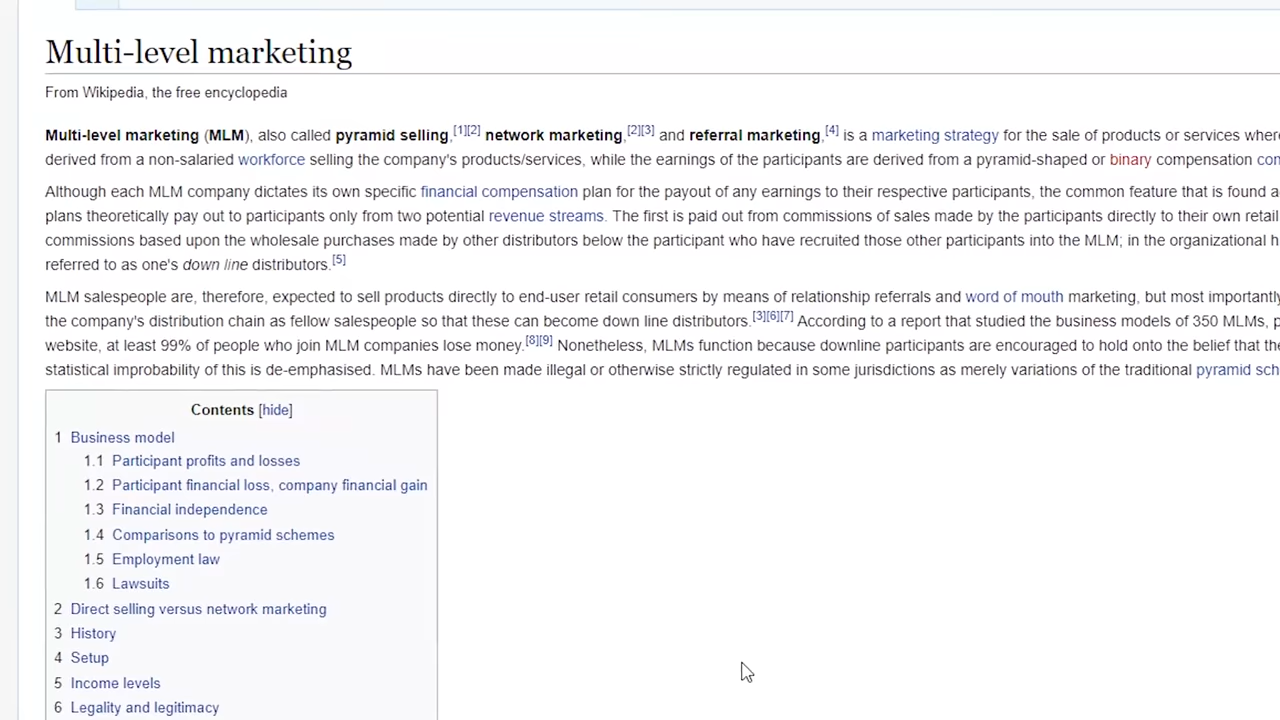 Multi-level marketing
From Wikipedia, the free encyclopedia
Multi-level marketing (MLM), also called pyramid selling,[1][2] network marketing,[2][3] and referral marketing,[4] is a marketing strategy for the sale of products or services where
derived from a non-salaried workforce selling the company's products/services, while the earnings of the participants are derived from a pyramid-shaped or binary compensation
Although each MLM company dictates its own specific financial compensation plan for the payout of any earnings to their respective participants, the common feature that is found
plans theoretically pay out to participants only from two potential revenue streams. The first is paid out from commissions of sales made by the participants directly to their own retail
commissions based upon the wholesale purchases made by other distributors below the participant who have recruited those other participants into the MLM; in the organizational
referred to as one's down line distributors.[5]
MLM salespeople are, therefore, expected to sell products directly to end-user retail consumers by means of relationship referrals and word of mouth marketing, but most importantly
the company's distribution chain as fellow salespeople so that these can become down line distributors.[3][6][7] According to a report that studied the business models of 350 MLMs,
website, at least 99% of people who join MLM companies lose money.[8][9] Nonetheless, MLMs function because downline participants are encouraged to hold onto the belief that
statistical improbability of this is de-emphasised. MLMs have been made illegal or otherwise strictly regulated in some jurisdictions as merely variations of the traditional pyramid
Contents [hide]
1 Business model
1.1 Participant profits and losses
1.2 Participant financial loss, company financial gain
1.3 Financial independence
1.4 Comparisons to pyramid schemes
1.5 Employment law
1.6 Lawsuits
2 Direct selling versus network marketing
3 History
4 Setup
5 Income levels
6 Legality and legitimacy